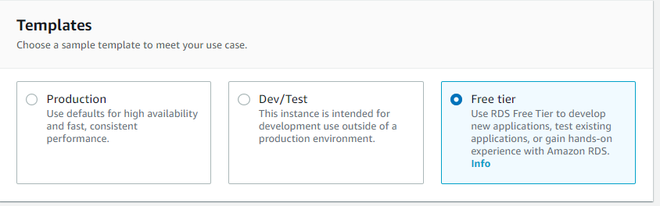 Templates
Choose a sample template to meet your use case.
Production
Use defaults for high availability
and fast, consistent
performance.
Dev/Test
This instance is intended for
development use outside of a
production environment.
Free tier
Use RDS Free Tier to develop
new applications, test existing
applications, or gain hands-on
experience with Amazon RDS.
Info